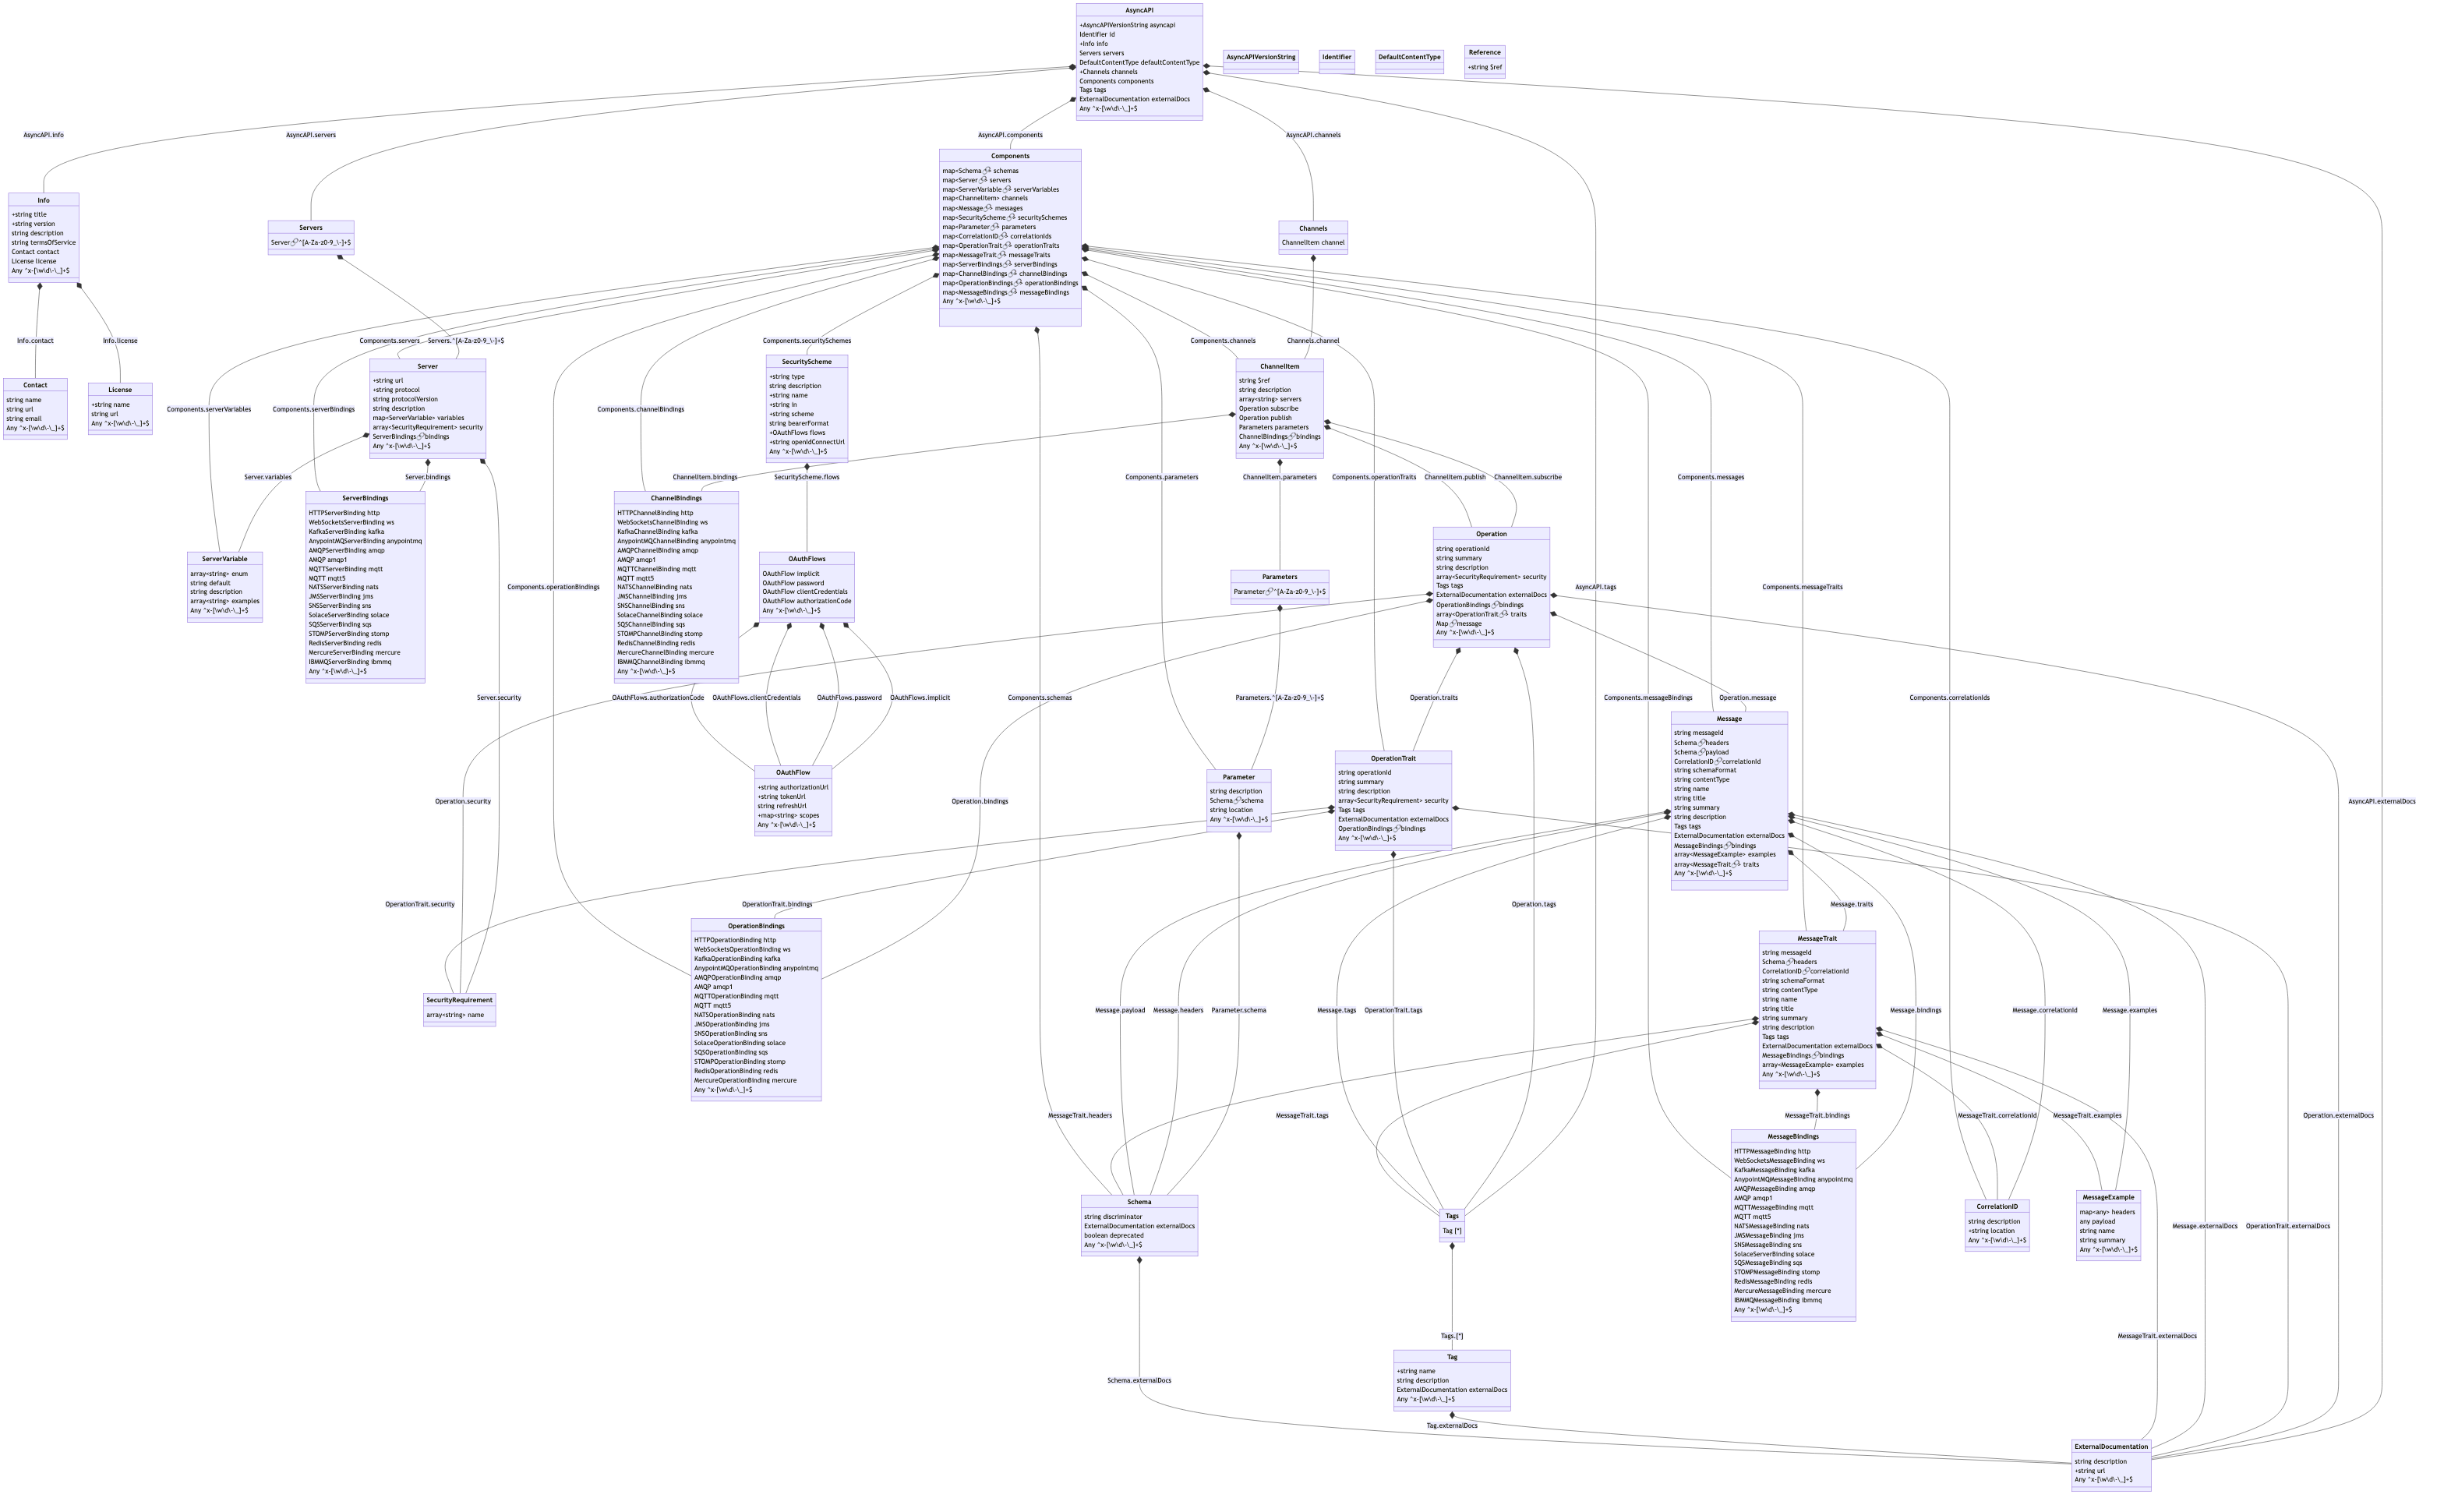 AsyncAPI
+AsyncAPIVersionString asyncapi
Identifier id
+Info info
Servers servers
DefaultContentType defaultContentType
+Channels channels
Components components
Tags tags
ExternalDocumentation externalDocs
Any ^x-[\w\d\-\_]+$
AsyncAPIVersionString
Identifier
DefaultContentType
Reference
+string $ref
AsyncAPI.info
AsyncAPI.servers
AsyncAPI.components
AsyncAPI.channels
Components
map<Schema🔗> schemas
map<Server🔗> servers
map<ServerVariable🔗> serverVariables
map<ChannelItem> channels
map<Message🔗> messages
map<SecurityScheme🔗> securitySchemes
map<Parameter🔗> parameters
map<CorrelationID🔗> correlationIds
map<OperationTrait🔗> operationTraits
map<MessageTrait🔗> messageTraits
map<ServerBindings🔗> serverBindings
map<ChannelBindings🔗> channelBindings
map<OperationBindings🔗> operationBindings
map<MessageBindings🔗> messageBindings
Any ^x-[\w\d\-\_]+$
Info
+string title
+string version
string description
string termsOfService
Contact contact
License license
Any ^x-[\w\d\-\_]+$
Servers
Server🔗^[A-Za-z0-9_\-]+$
Channels
ChannelItem channel
Info.contact
Info.license
Components.servers
Servers.^[A-Za-z0-9_\-]+$
Components.securitySchemes
Components.channels
Channels.channel
Contact
string name
string url
string email
Any ^x-[\w\d\-\_]+$
License
+string name
string url
Any ^x-[\w\d\-\_]+$
Server
+string url
+string protocol
string protocolVersion
string description
map<ServerVariable> variables
array<SecurityRequirement> security
ServerBindings🔗bindings
Any ^x-[\w\d\-\_]+$
SecurityScheme
+string type
string description
+string name
+string in
+string scheme
string bearerFormat
+OAuthFlows flows
+string openIdConnectUrl
Any ^x-[\w\d\-\_]+$
ChannelItem
string $ref
string description
array<string> servers
Operation subscribe
Operation publish
Parameters parameters
ChannelBindings🔗bindings
Any ^x-[\w\d\-\_]+$
Components.serverVariables
Components.serverBindings
Components.channelBindings
Server.variables
Server.bindings
ChannelItem.bindings
SecurityScheme.flows
Components.parameters
ChannelItem.parameters
Components.operationTraits
ChannelItem.publish
ChannelItem.subscribe
Components.messages
ServerBindings
HTTPServerBinding http
WebSocketsServerBinding ws
KafkaServerBinding kafka
AnypointMQServerBinding anypointmq
AMQPServerBinding amqp
AMQP amqp1
MQTTServerBinding mqtt
MQTT mqtt5
NATSServerBinding nats
JMSServerBinding jms
SNSServerBinding sns
SolaceServerBinding solace
SQSServerBinding sqs
STOMPServerBinding stomp
RedisServerBinding redis
MercureServerBinding mercure
IBMMQServerBinding ibmmq
Any ^x-[\w\d\-\_]+$
ChannelBindings
HTTPChannelBinding http
WebSocketsChannelBinding ws
KafkaChannelBinding kafka
AnypointMQChannelBinding anypointmq
AMQPChannelBinding amqp
AMQP amqp1
MQTTChannelBinding mqtt
MQTT mqtt5
NATSChannelBinding nats
JMSChannelBinding jms
SNSChannelBinding sns
SolaceChannelBinding solace
SQSChannelBinding sqs
STOMPChannelBinding stomp
RedisChannelBinding redis
MercureChannelBinding mercure
IBMMQChannelBinding ibmmq
Any ^x-[\w\d\-\_]+$
ServerVariable
array<string> enum
string default
string description
array<string> examples
Any ^x-[\w\d\-\_]+$
OAuthFlows
OAuthFlow implicit
OAuthFlow password
OAuthFlow clientCredentials
OAuthFlow authorizationCode
Any ^x-[\w\d\-\_]+$
Parameters
Parameter🔗^[A-Za-z0-9_\-]+$
Operation
string operationId
string summary
string description
array<SecurityRequirement> security
Tags tags
ExternalDocumentation externalDocs
OperationBindings🔗bindings
array<OperationTrait🔗> traits
Map🔗message
Any ^x-[\w\d\-\_]+$
Components.operationBindings
AsyncAPI.tags
Components.messageTraits
Server.security
OAuthFlows.authorizationCode
OAuthFlows.clientCredentials
OAuthFlows.password
OAuthFlows.implicit
Components.schemas
Parameters.^[A-Za-z0-9_\-]+$
Operation.traits
Components.messageBindings
Operation.message
Components.correlationIds
Message
string messageId
Schema🔗headers
Schema🔗payload
CorrelationID🔗correlationId
string schemaFormat
string contentType
string name
string title
string summary
string description
Tags tags
ExternalDocumentation externalDocs
MessageBindings🔗bindings
array<MessageExample> examples
array<MessageTrait🔗> traits
Any ^x-[\w\d\-\_]+$
OAuthFlow
+string authorizationUrl
+string tokenUrl
string refreshUrl
+map<string> scopes
Any ^x-[\w\d\-\_]+$
Parameter
string description
Schema🔗schema
string location
Any ^x-[\w\d\-\_]+$
OperationTrait
string operationId
string summary
string description
array<SecurityRequirement> security
Tags tags
ExternalDocumentation externalDocs
OperationBindings🔗bindings
Any ^x-[\w\d\-\_]+$
Operation.security
Operation.bindings
AsyncAPI.externalDocs
OperationTrait.security
OperationTrait.bindings
Operation.tags
Message.traits
OperationBindings
HTTPOperationBinding http
WebSocketsOperationBinding ws
KafkaOperationBinding kafka
AnypointMQOperationBinding anypointmq
AMQPOperationBinding amqp
AMQP amqp1
MQTTOperationBinding mqtt
MQTT mqtt5
NATSOperationBinding nats
JMSOperationBinding jms
SNSOperationBinding sns
SolaceOperationBinding solace
SQSOperationBinding sqs
STOMPOperationBinding stomp
RedisOperationBinding redis
MercureOperationBinding mercure
Any ^x-[\w\d\-\_]+$
SecurityRequirement
array<string> name
MessageTrait
string messageId
Schema🔗headers
CorrelationID🔗correlationId
string schemaFormat
string contentType
string name
string title
string summary
string description
Tags tags
ExternalDocumentation externalDocs
MessageBindings🔗bindings
array<MessageExample> examples
Any ^x-[\w\d\-\_]+$
Message.payload
Message.headers
Parameter.schema
Message.tags
OperationTrait.tags
Message.bindings
Message.correlationId
Message.examples
MessageTrait.headers
MessageTrait.tags
MessageTrait.bindings
MessageTrait.correlationId
MessageTrait.examples
Operation.externalDocs
MessageBindings
HTTPMessageBinding http
WebSocketsMessageBinding ws
KafkaMessageBinding kafka
AnypointMQMessageBinding anypointmq
AMQPMessageBinding amqp
AMQP amqp1
MQTTMessageBinding mqtt
MQTT mqtt5
NATSMessageBinding nats
JMSMessageBinding jms
SNSMessageBinding sns
SolaceServerBinding solace
SQSMessageBinding sqs
STOMPMessageBinding stomp
RedisMessageBinding redis
MercureMessageBinding mercure
IBMMQMessageBinding ibmmq
Any ^x-[\w\d\-\_]+$
Schema
string discriminator
ExternalDocumentation externalDocs
boolean deprecated
Any ^x-[\w\d\-\_]+$
Tags
Tag [*]
CorrelationID
string description
+string location
Any ^x-[\w\d\-\_]+$
MessageExample
map<any> headers
any payload
string name
string summary
Any ^x-[\w\d\-\_]+$
Message.externalDocs
OperationTrait.externalDocs
Tags.[*]
MessageTrait.externalDocs
Tag
+string name
string description
ExternalDocumentation externalDocs
Any ^x-[\w\d\-\_]+$
Schema.externalDocs
Tag.externalDocs
ExternalDocumentation
string description
+string url
Any ^x-[\w\d\-\_]+$